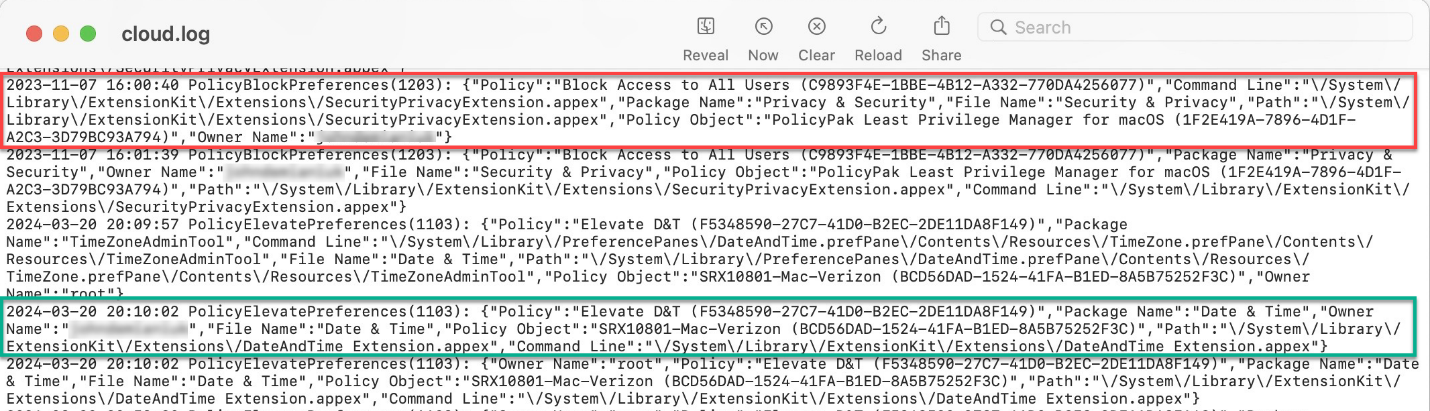 cloud.log
Reveal
Now
Clear
Reload
Share
Search
Extensions\/SecurityPrivacyExtension.appex"}
2023-11-07 16:00:40 PolicyBlockPreferences(1203): {"Policy":"Block Access to All Users (C9893F4E-1BBE-4B12-A332-770DA4256077)","Command Line":"\/System\/
Library\/ExtensionKit\/Extensions\/SecurityPrivacyExtension.appex","Package Name":"Privacy & Security","File Name":"Security & Privacy","Path":"\/System\/
Library\/ExtensionKit\/Extensions\/SecurityPrivacyExtension.appex","Policy Object":"PolicyPak Least Privilege Manager for macOS (1F2E419A-7896-4D1F-
A2C3-3D79BC93A794)","Owner Name":" "}
2023-11-07 16:01:39 PolicyBlockPreferences(1203): {"Policy":"Block Access to All Users (C9893F4E-1BBE-4B12-A332-770DA4256077)","Package Name":"Privacy &
Security","Owner Name":" ","File Name":"Security & Privacy","Policy Object":"PolicyPak Least Privilege Manager for macOS (1F2E419A-7896-4D1F-
A2C3-3D79BC93A794)","Path":"\/System\/Library\/ExtensionKit\/Extensions\/SecurityPrivacyExtension.appex","Command Line":"\/System\/Library\/ExtensionKit\/
Extensions\/SecurityPrivacyExtension.appex"}
2024-03-20 20:09:57 PolicyElevatePreferences(1103): {"Policy":"Elevate D&T (F5348590-27C7-41D0-B2EC-2DE11DA8F149)","Package
Name":"TimeZoneAdminTool","Command Line":"\/System\/Library\/PreferencePanes\/DateAndTime.prefPane\/Contents\/Resources\/TimeZone.prefPane\/Contents\/
Resources\/TimeZoneAdminTool","File Name":"Date & Time","Path":"\/System\/Library\/PreferencePanes\/DateAndTime.prefPane\/Contents\/Resources\/
TimeZone.prefPane\/Contents\/Resources\/TimeZoneAdminTool","Policy Object":"SRX10801-Mac-Verizon (BCD56DAD-1524-41FA-B1ED-8A5B75252F3C)","Owner
Name":"root"}
2024-03-20 20:10:02 PolicyElevatePreferences(1103): {"Policy":"Elevate D&T (F5348590-27C7-41D0-B2EC-2DE11DA8F149)","Package Name":"Date & Time","Owner
Name":" ","File Name":"Date & Time","Policy Object":"SRX10801-Mac-Verizon (BCD56DAD-1524-41FA-B1ED-8A5B75252F3C)","Path":"\/System\/Library\/
ExtensionKit\/Extensions\/DateAndTime Extension.appex","Command Line":"\/System\/Library\/ExtensionKit\/Extensions\/DateAndTime Extension.appex"}
2024-03-20 20:10:02 PolicyElevatePreferences(1103): {"Owner Name":"root","Policy":"Elevate D&T (F5348590-27C7-41D0-B2EC-2DE11DA8F149)","Package Name":"Date
& Time","File Name":"Date & Time","Policy Object":"SRX10801-Mac-Verizon (BCD56DAD-1524-41FA-B1ED-8A5B75252F3C)","Path":"\/System\/Library\/ExtensionKit\/
Extensions\/DateAndTime Extension.appex","Command Line":"\/System\/Library\/ExtensionKit\/Extensions\/DateAndTime Extension.appex"}